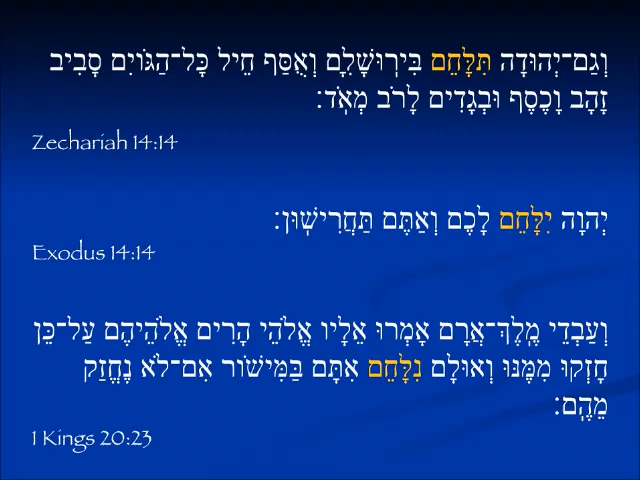 וְגַם־יְהוּדָה תִּלָּחֵם בִּירוּשָׁלִָם וְאֻסַּף חֵיל כָּל־הַגּוֹיִם סָבִיב
זָהָב וָכֶסֶף וּבְגָדִים לָרֹב מְאֹד׃
Zechariah 14:14
יְהוָה יִלָּחֵם לָכֶם וְאַתֶּם תַּחֲרִישׁוּן׃
Exodus 14:14
וְעַבְדֵי מֶלֶךְ־אֲרָם אָמְרוּ אֵלָיו אֱלֹהֵי הָרִים אֱלֹהֵיהֶם עַל־כֵּן
חָזְקוּ מִמֶּנּוּ וְאוּלָם נִלָּחֵם אִתָּם בַּמִּישׁוֹר אִם־לֹא נֶחֱזַק
מֵהֶם׃
1 Kings 20:23